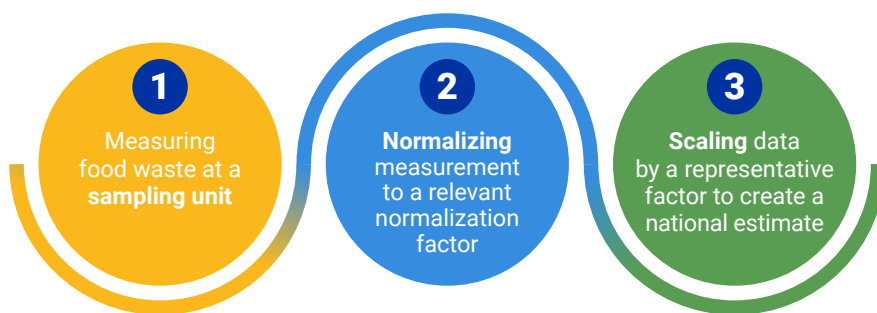 1
Measuring
food waste at a
sampling unit
2
Normalizing
measurement
to a relevant
normalization
factor
3
Scaling data
by a representative
factor to create a
national estimate